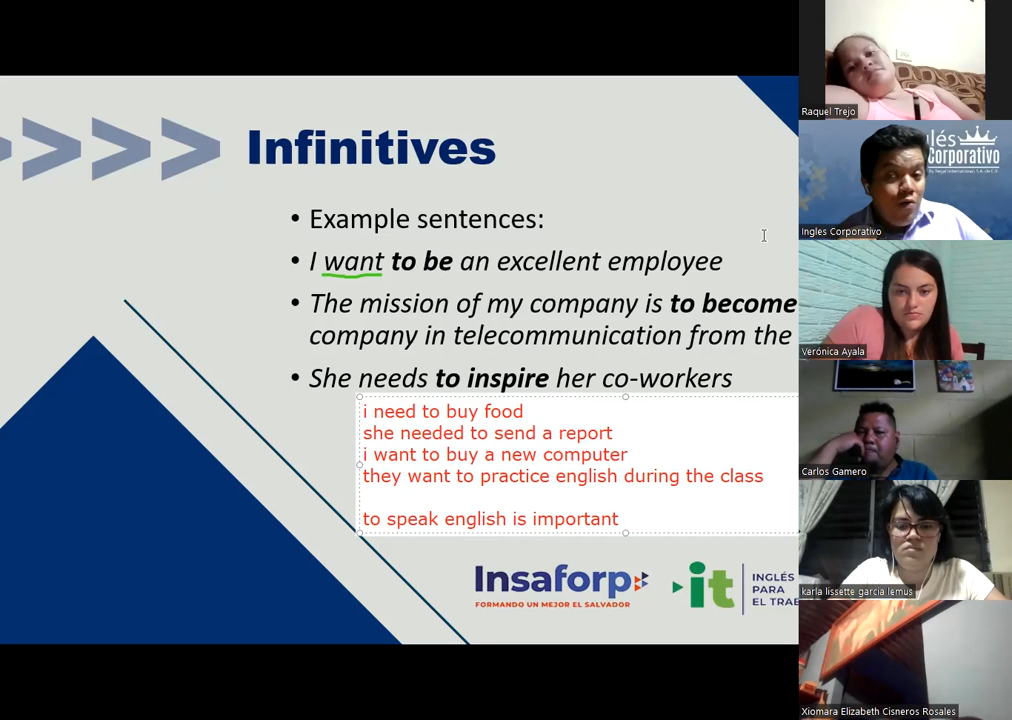 Infinitives
• Example sentences:
• I want to be an excellent employee
• The mission of my company is to become
company in telecommunication from the
• She needs to inspire her co-workers
i need to buy food
she needed to send a report
i want to buy a new computer
they want to practice english during the class
to speak english is important
Insaforp
FORMANDO UN MEJOR EL SALVADOR
it
INGLÉS
PARA
EL TRAB
Raquel Trejo
lés
Corporativo
Ingles Corporativo
Verónica Ayala
Carlos Gamero
karla lissette garcia lemus
Xiomara Elizabeth Cisneros Rosales